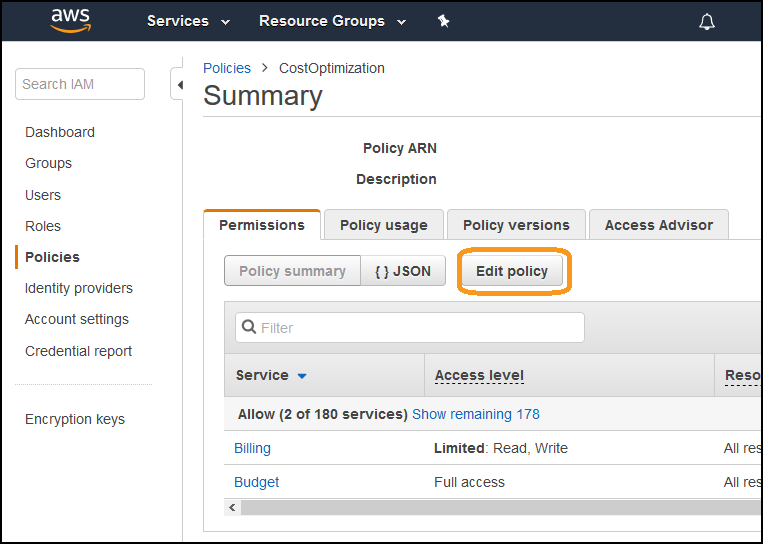 aws Services Resource Groups
Search IAM
Dashboard
Groups
Users
Roles
Policies
Identity providers
Account settings
Credential report
Encryption keys
Policies > CostOptimization
Summary
Policy ARN
Description
Permissions Policy usage Policy versions Access Advisor
Policy summary { } JSON Edit policy
Filter
Service Access level Reso
Allow (2 of 180 services) Show remaining 178
Billing Limited: Read, Write All res
Budget Full access All res